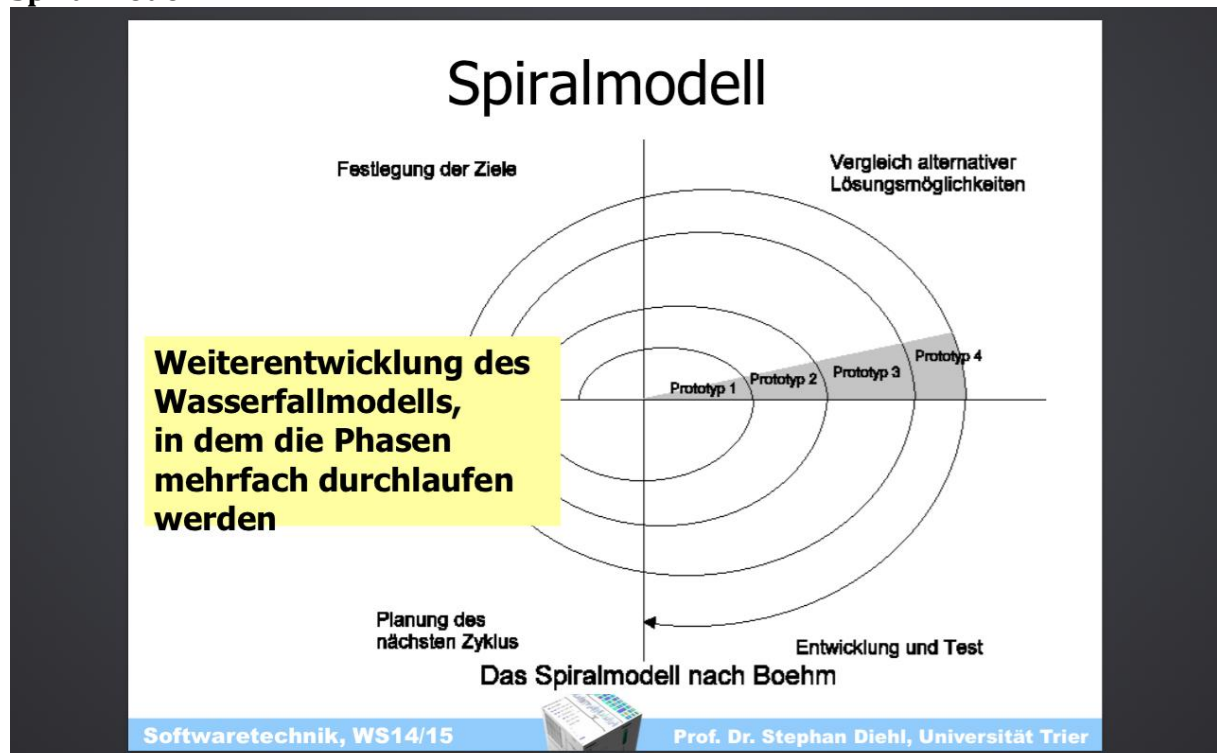 Spiralmodell
Festlegung der Ziele
Vergleich alternativer
Lösungsmöglichkeiten
Prototyp 1
Prototyp 2
Prototyp 3
Prototyp 4
Weiterentwicklung des
Wasserfallmodells,
in dem die Phasen
mehrfach durchlaufen
werden
Planung des
nächsten Zyklus
Entwicklung und Test
Das Spiralmodell nach Boehm
Softwaretechnik, WS14/15
Prof. Dr. Stephan Diehl, Universität Trier